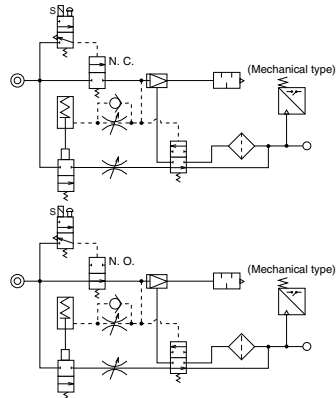 S
N. C.
(Mechanical type)
S
N. O.
(Mechanical type)